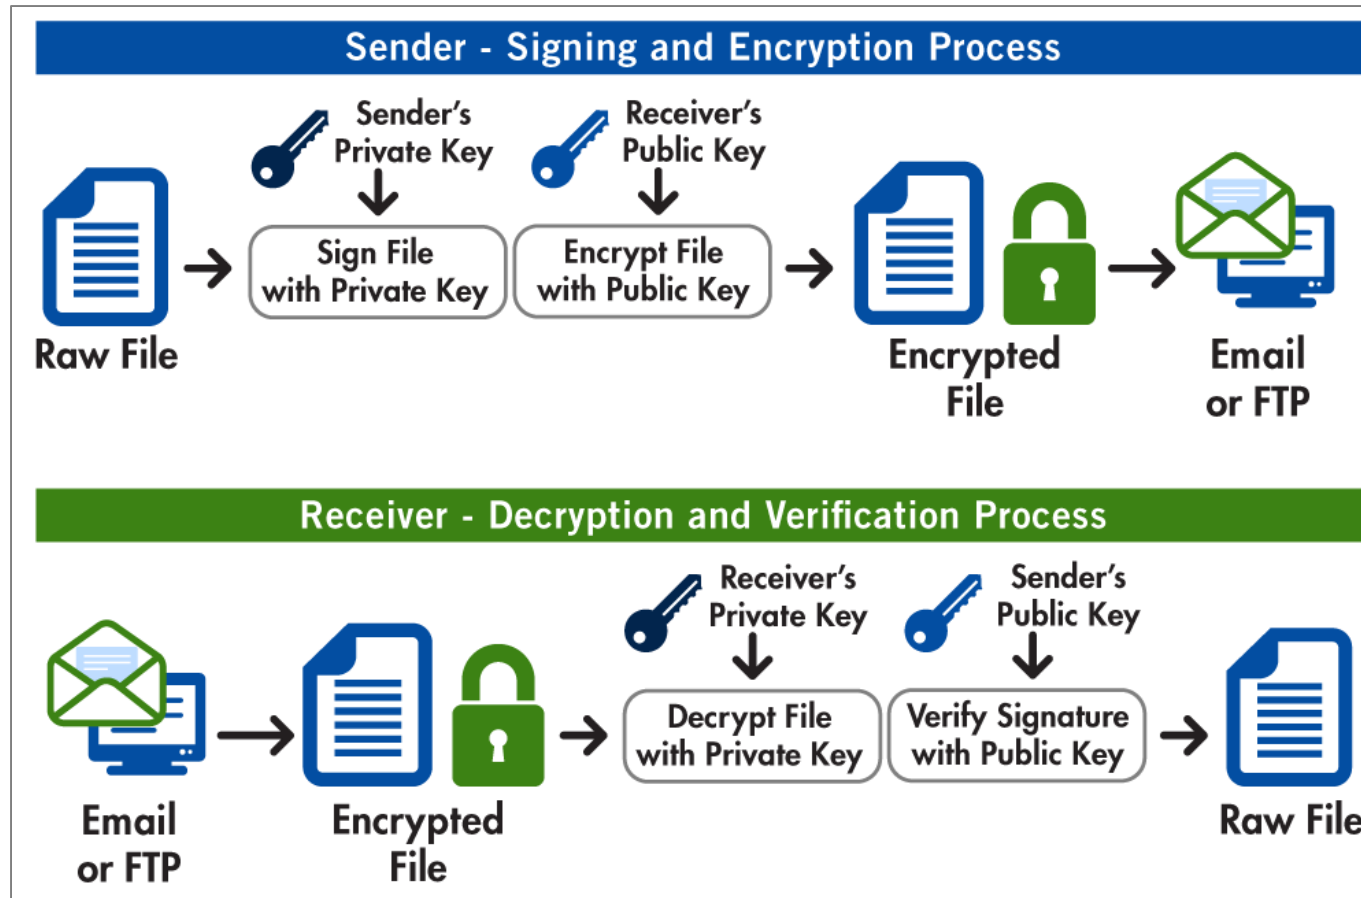 Sender - Signing and Encryption Process
Sender's
Private Key
Receiver's
Public Key
Sign File
with Private Key
Encrypt File
with Public Key
Raw File
Encrypted
File
Email
or FTP
Receiver - Decryption and Verification Process
Receiver's
Private Key
Sender's
Public Key
Decrypt File
with Private Key
Verify Signature
with Public Key
Email
or FTP
Encrypted
File
Raw File